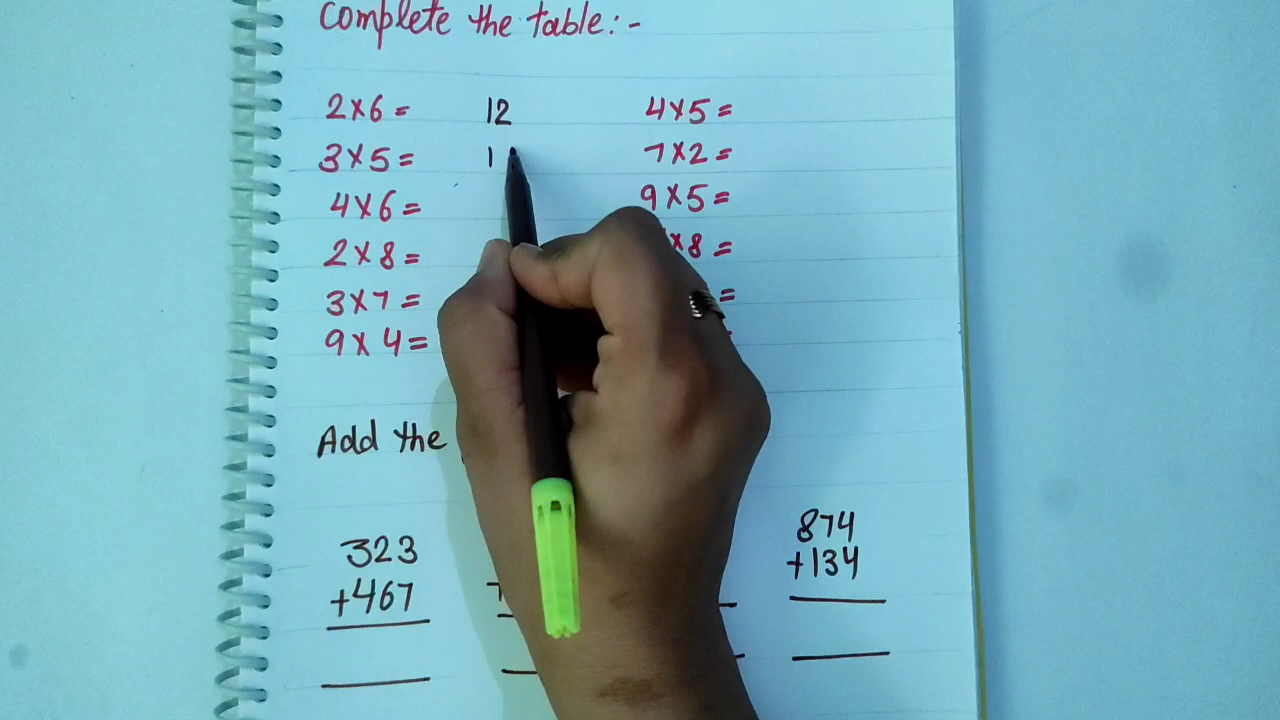 Complete the table:-
2×6= 12 4×5=
3×5= 1 7×2=
4×6= 9×5=
2×8= ×8=
3×7= =
9×4=
Add the
323 874
+467 +134